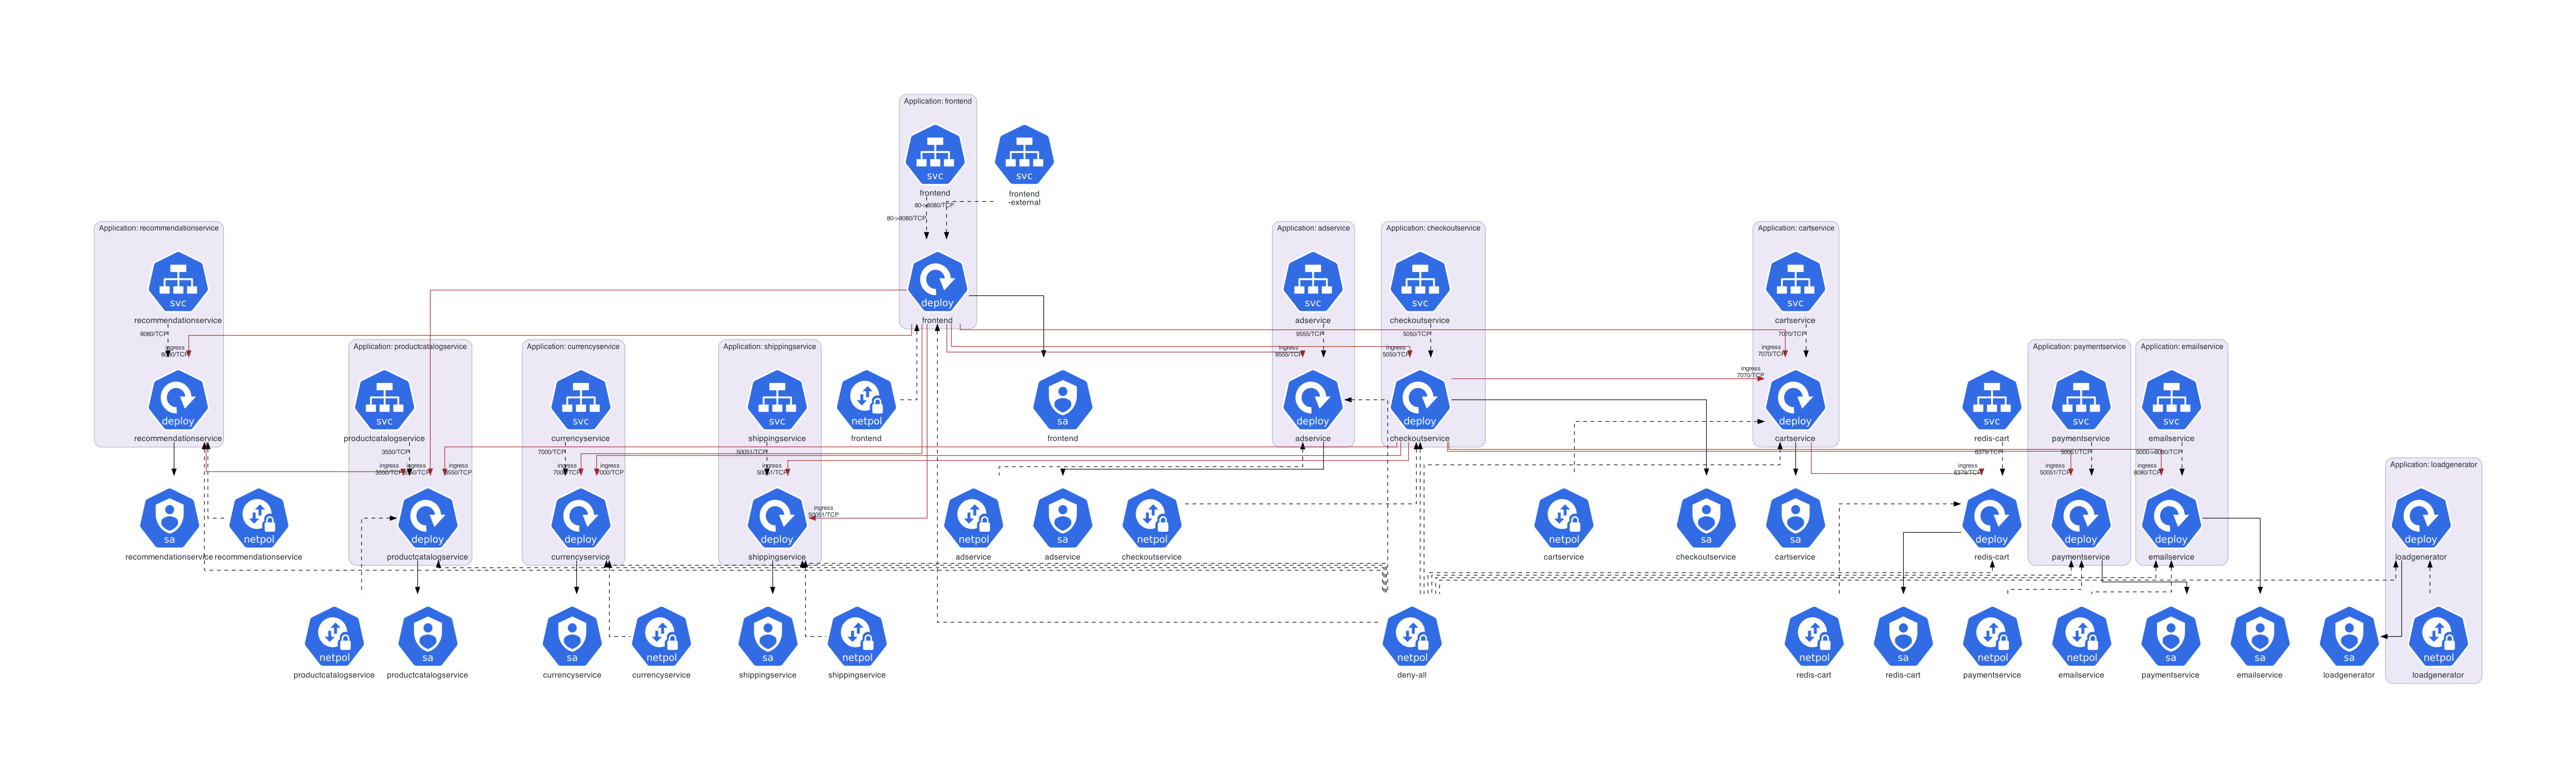 Application: frontend
svc
frontend
svc
frontend
-external
80->8080/TCP
80->8080/TCP
deploy
frontend
Application: recommendationservice
svc
recommendationservice
8080/TCP
ingress
8080/TCP
deploy
recommendationservice
Application: adservice
svc
adservice
9555/TCP
ingress
9555/TCP
deploy
adservice
Application: checkoutservice
svc
checkoutservice
5050/TCP
ingress
5050/TCP
deploy
checkoutservice
Application: cartservice
svc
cartservice
7070/TCP
ingress
7070/TCP
ingress
7070/TCP
deploy
cartservice
Application: productcatalogservice
svc
productcatalogservice
3550/TCP
ingress
3550/TCP
ingress
3550/TCP
ingress
3550/TCP
deploy
productcatalogservice
Application: currencyservice
svc
currencyservice
7000/TCP
ingress
7000/TCP
ingress
7000/TCP
deploy
currencyservice
Application: shippingservice
svc
shippingservice
50051/TCP
ingress
50051/TCP
ingress
50051/TCP
deploy
shippingservice
netpol
frontend
sa
frontend
svc
redis-cart
6379/TCP
ingress
6379/TCP
deploy
redis-cart
Application: paymentservice
svc
paymentservice
50051/TCP
ingress
50051/TCP
deploy
paymentservice
Application: emailservice
svc
emailservice
5000->8080/TCP
ingress
8080/TCP
deploy
emailservice
Application: loadgenerator
deploy
loadgenerator
sa
recommendationservice
netpol
recommendationservice
netpol
adservice
sa
adservice
netpol
checkoutservice
netpol
cartservice
sa
checkoutservice
sa
cartservice
netpol
productcatalogservice
sa
productcatalogservice
sa
currencyservice
netpol
currencyservice
sa
shippingservice
netpol
shippingservice
netpol
deny-all
netpol
redis-cart
sa
redis-cart
netpol
paymentservice
netpol
emailservice
sa
paymentservice
sa
emailservice
sa
loadgenerator
netpol
loadgenerator